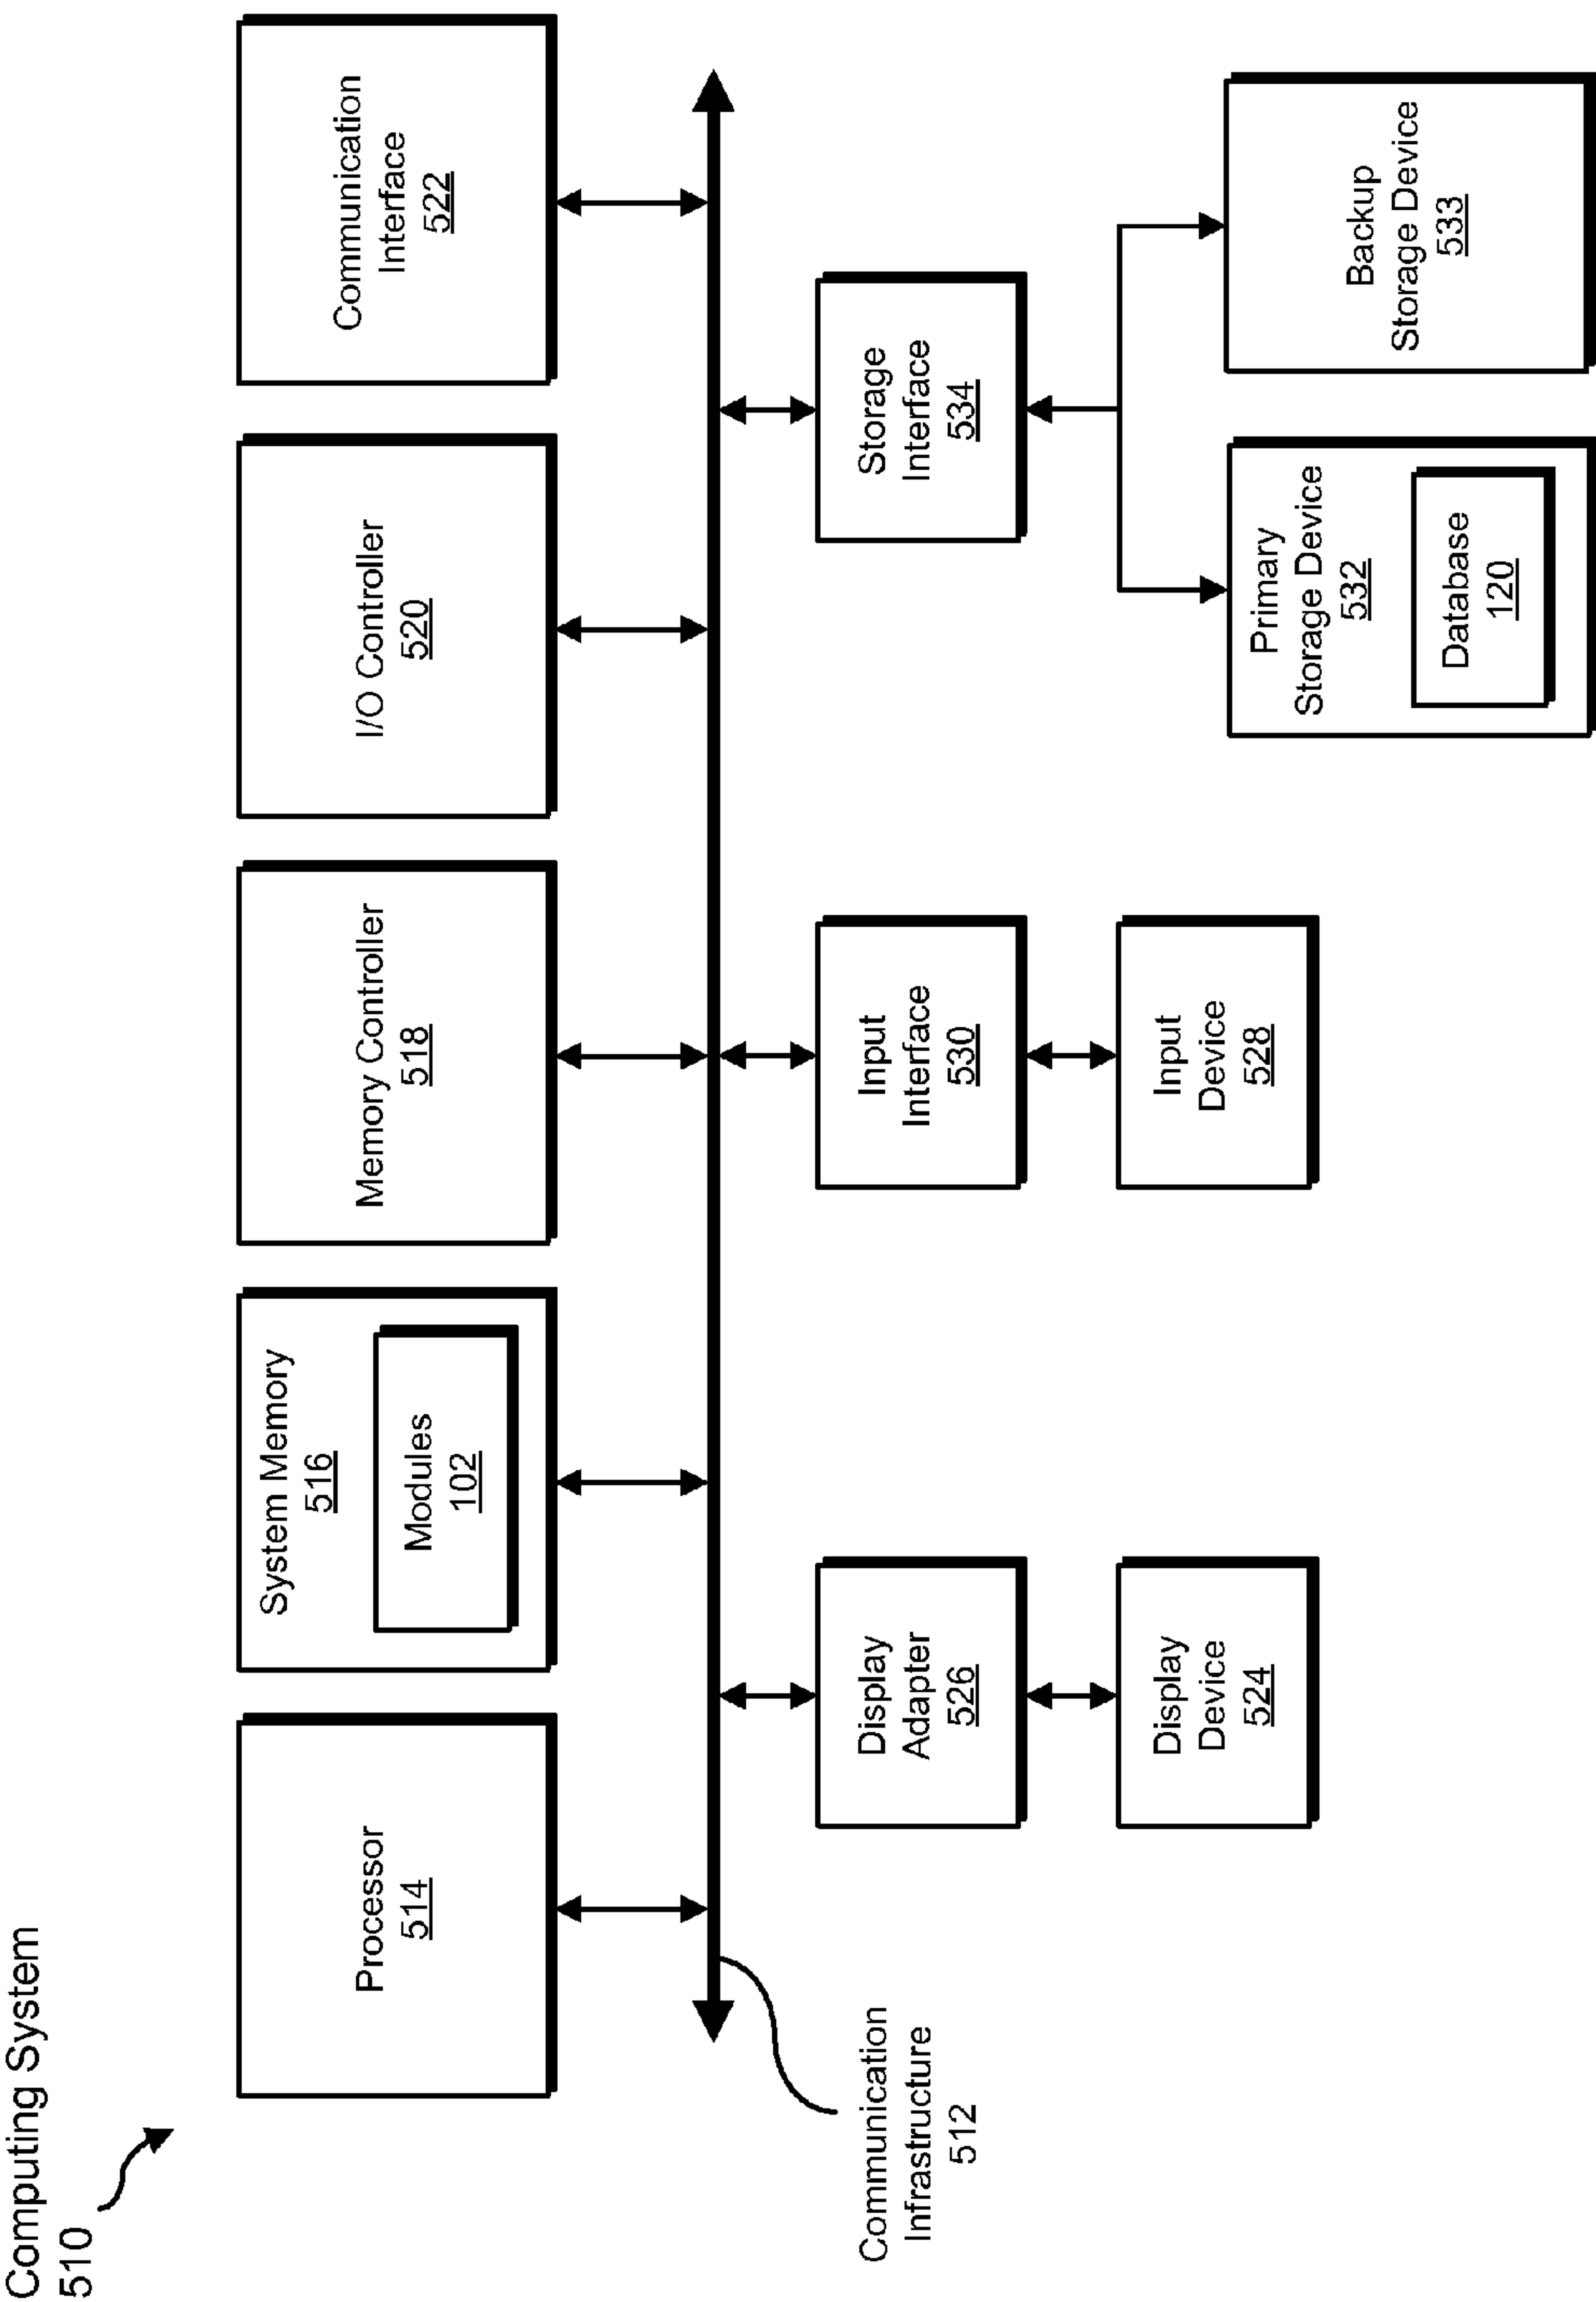 Computing System
510
Processor
514
System Memory
516
Modules
102
Memory Controller
518
I/O Controller
520
Communication
Interface
522
Communication
Infrastructure
512
Display
Adapter
526
Input
Interface
530
Storage
Interface
534
Display
Device
524
Input
Device
528
Primary
Storage Device
532
Database
120
Backup
Storage Device
533